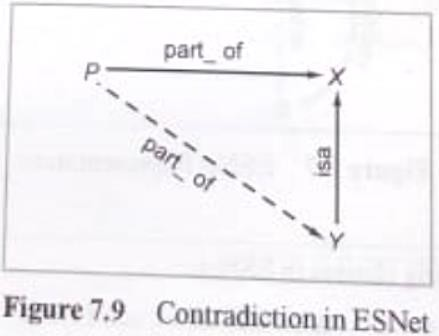 part_ of
P
X
part_ of
isa
Y
Figure 7.9 Contradiction in ESNet